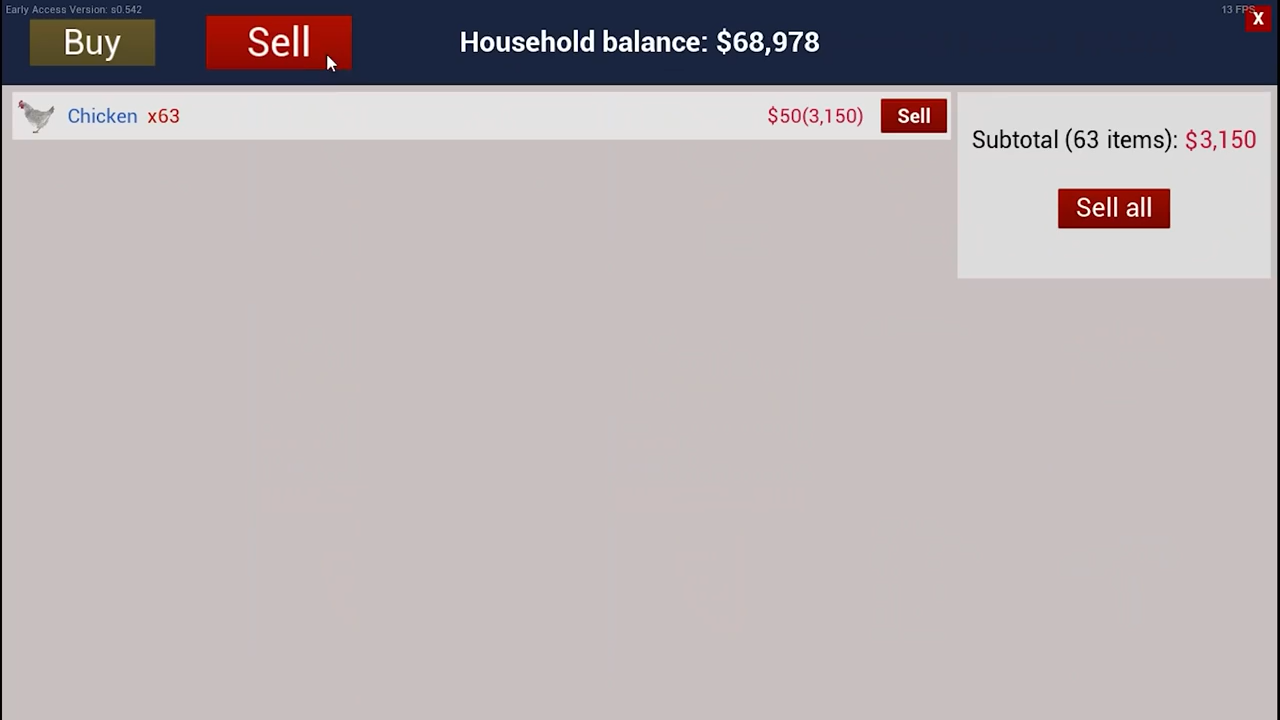 Early Access Version: s0.542
13 FPS
X
Buy
Sell
Household balance: $68,978
Chicken x63
$50(3,150)
Sell
Subtotal (63 items): $3,150
Sell all